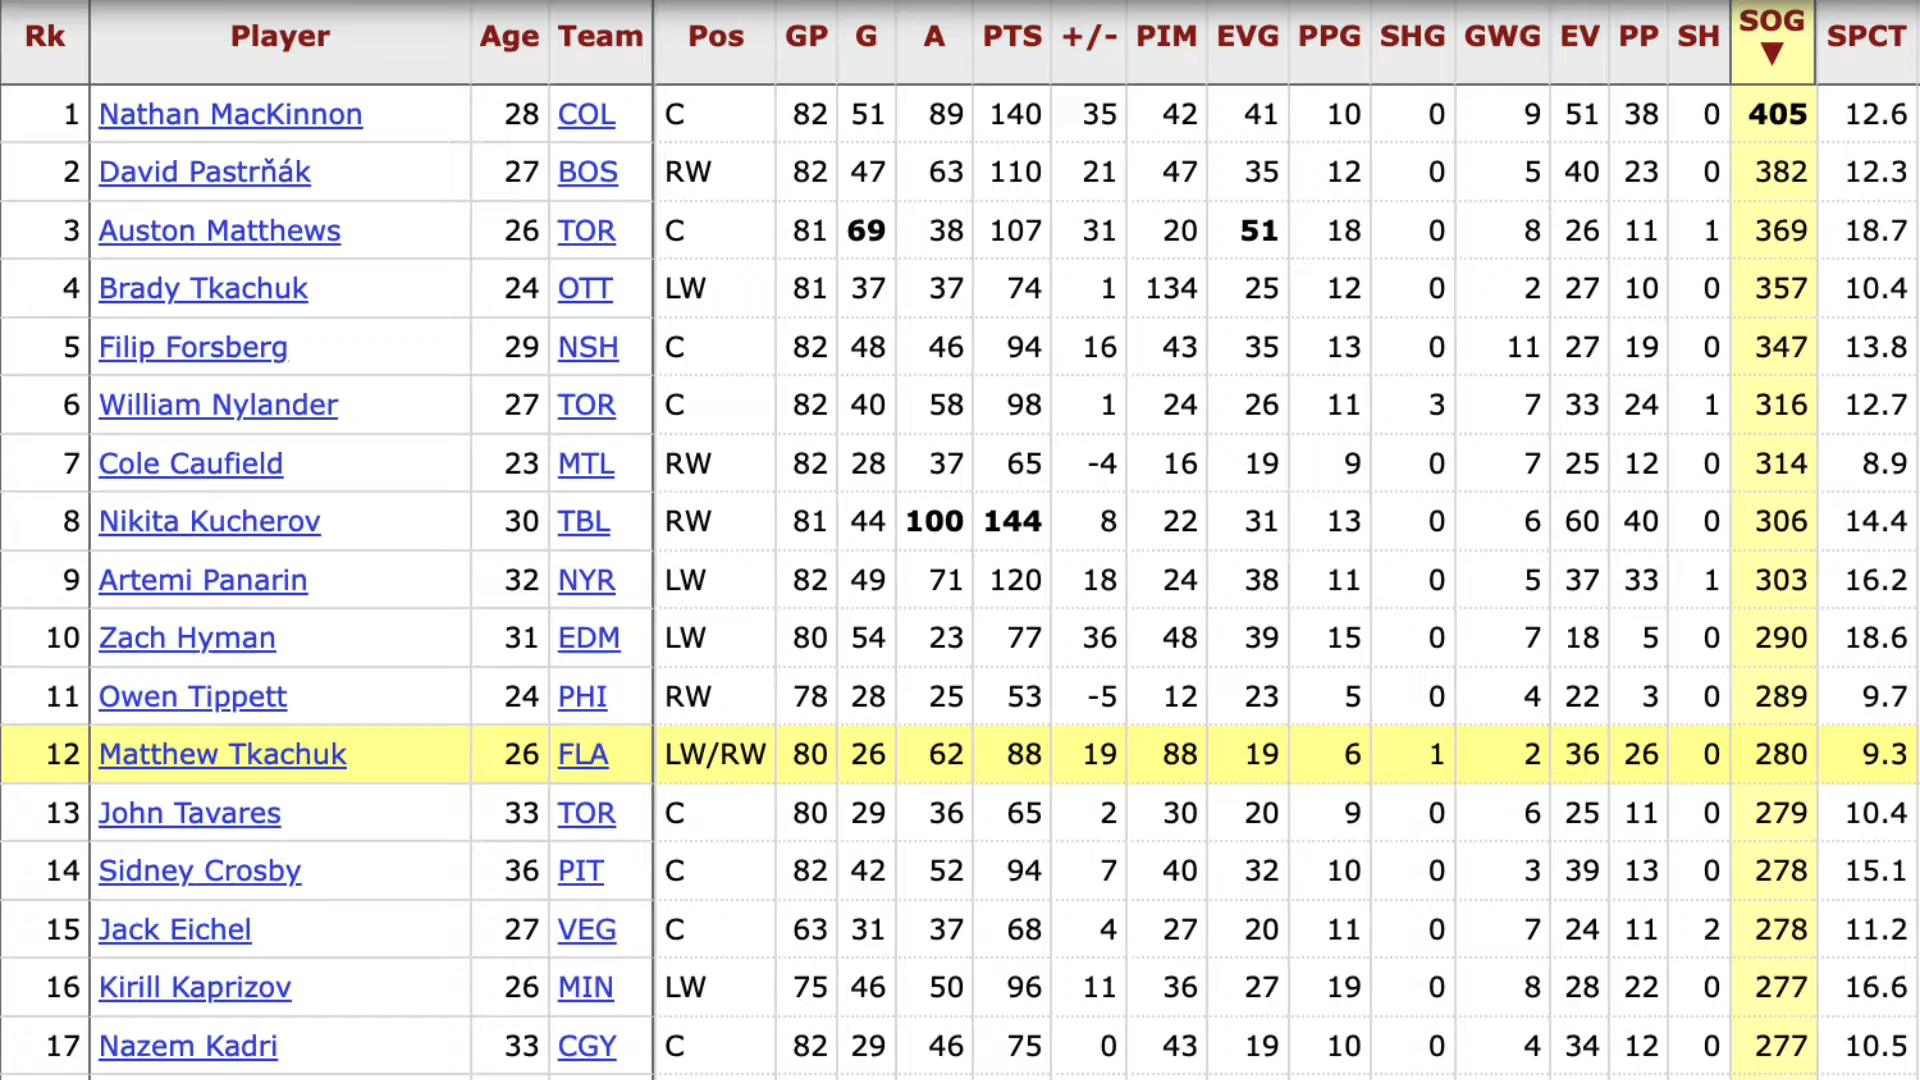 Rk Player Age Team Pos GP G A PTS +/- PIM EVG PPG SHG GWG EV PP SH SOG ▼ SPCT
1 Nathan MacKinnon 28 COL C 82 51 89 140 35 42 41 10 0 9 51 38 0 405 12.6
2 David Pastrňák 27 BOS RW 82 47 63 110 21 47 35 12 0 5 40 23 0 382 12.3
3 Auston Matthews 26 TOR C 81 69 38 107 31 20 51 18 0 8 26 11 1 369 18.7
4 Brady Tkachuk 24 OTT LW 81 37 37 74 1 134 25 12 0 2 27 10 0 357 10.4
5 Filip Forsberg 29 NSH C 82 48 46 94 16 43 35 13 0 11 27 19 0 347 13.8
6 William Nylander 27 TOR C 82 40 58 98 1 24 26 11 3 7 33 24 1 316 12.7
7 Cole Caufield 23 MTL RW 82 28 37 65 -4 16 19 9 0 7 25 12 0 314 8.9
8 Nikita Kucherov 30 TBL RW 81 44 100 144 8 22 31 13 0 6 60 40 0 306 14.4
9 Artemi Panarin 32 NYR LW 82 49 71 120 18 24 38 11 0 5 37 33 1 303 16.2
10 Zach Hyman 31 EDM LW 80 54 23 77 36 48 39 15 0 7 18 5 0 290 18.6
11 Owen Tippett 24 PHI RW 78 28 25 53 -5 12 23 5 0 4 22 3 0 289 9.7
12 Matthew Tkachuk 26 FLA LW/RW 80 26 62 88 19 88 19 6 1 2 36 26 0 280 9.3
13 John Tavares 33 TOR C 80 29 36 65 2 30 20 9 0 6 25 11 0 279 10.4
14 Sidney Crosby 36 PIT C 82 42 52 94 7 40 32 10 0 3 39 13 0 278 15.1
15 Jack Eichel 27 VEG C 63 31 37 68 4 27 20 11 0 7 24 11 2 278 11.2
16 Kirill Kaprizov 26 MIN LW 75 46 50 96 11 36 27 19 0 8 28 22 0 277 16.6
17 Nazem Kadri 33 CGY C 82 29 46 75 0 43 19 10 0 4 34 12 0 277 10.5